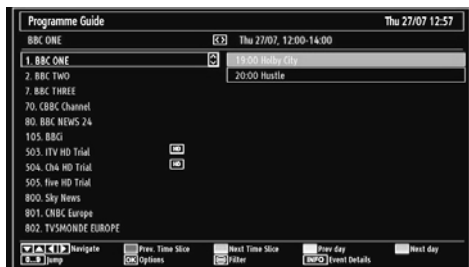 Programme Guide Thu 27/07 12:57
BBC ONE Thu 27/07, 12:00-14:00
1. BBC ONE 19:00 Holby City
2. BBC TWO 20:00 Hustle
7. BBC THREE
70. CBBC Channel
80. BBC NEWS 24
105. BBCi
503. ITV HD Trial HD
504. Ch4 HD Trial HD
505. five HD Trial
800. Sky News
801. CNBC Europe
802. TV5MONDE EUROPE
Navigate Prev. Time Slice Next Time Slice Prev day Next day
0...9 Jump OK Options Filter INFO Event Details